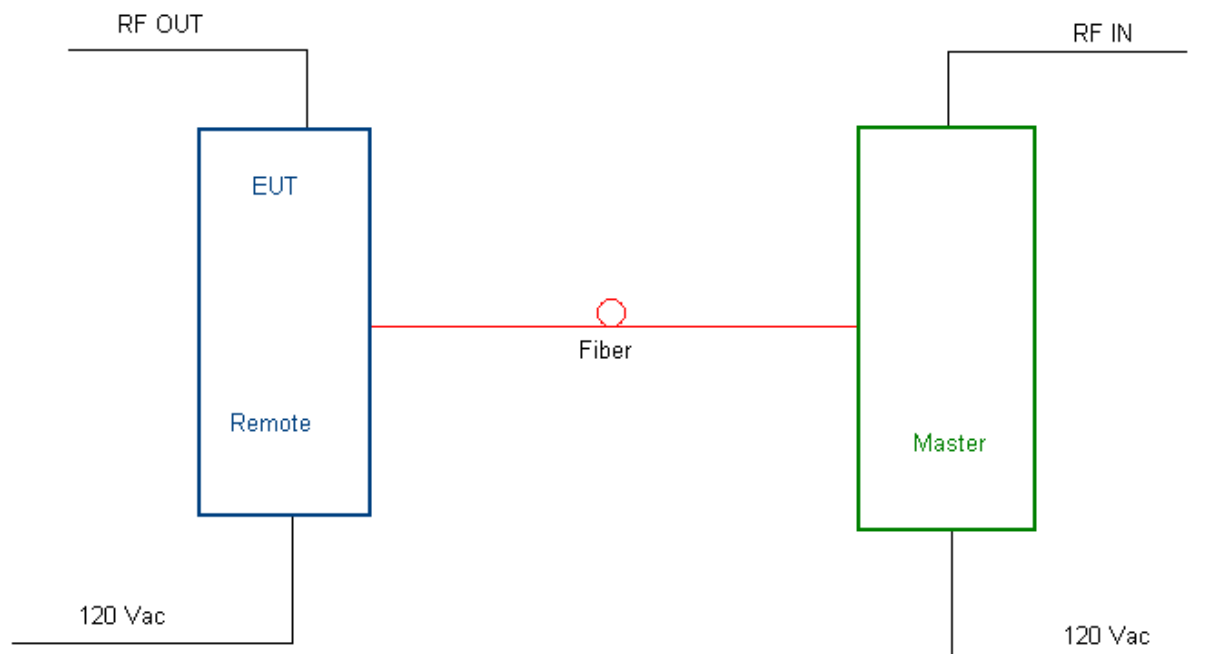 RF OUT
RF IN
EUT
Fiber
Remote
Master
120 Vac
120 Vac